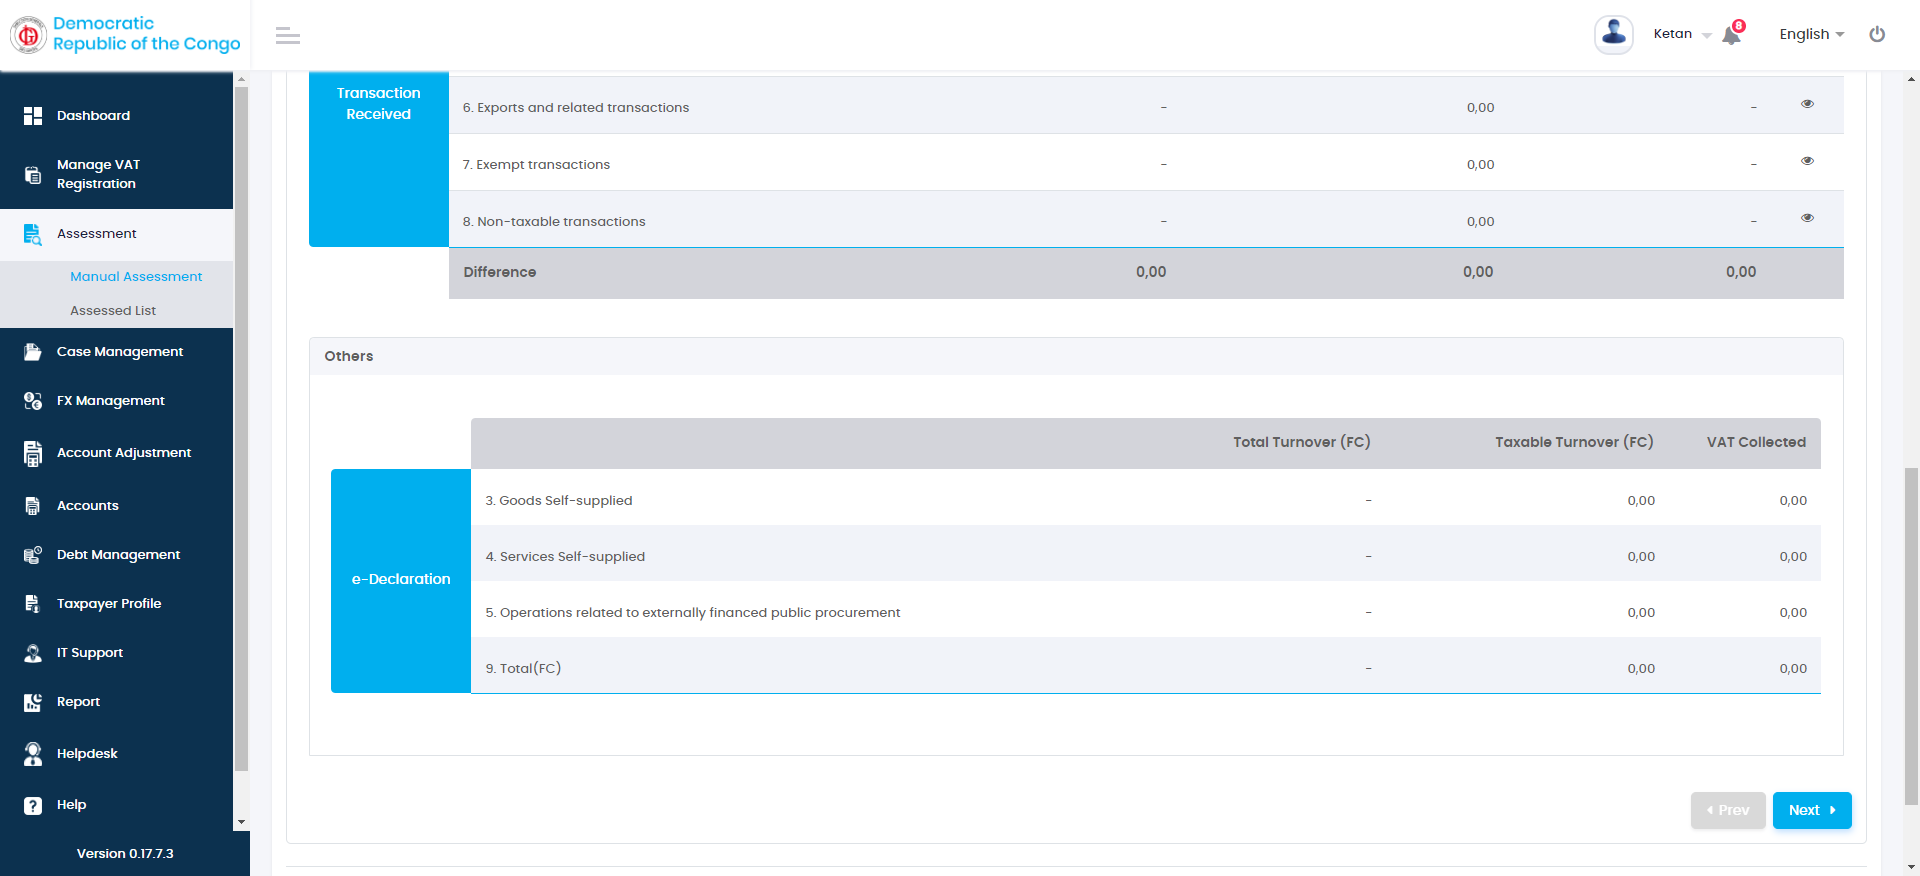 Democratic
Republic of the Congo
Ketan
8
English
Dashboard
Manage VAT
Registration
Assessment
Manual Assessment
Assessed List
Case Management
FX Management
Account Adjustment
Accounts
Debt Management
Taxpayer Profile
IT Support
Report
Helpdesk
Help
Version 0.17.7.3
Transaction
Received
6. Exports and related transactions - 0,00 -
7. Exempt transactions - 0,00 -
8. Non-taxable transactions - 0,00 -
Difference 0,00 0,00 0,00
Others
Total Turnover (FC) Taxable Turnover (FC) VAT Collected
e-Declaration
3. Goods Self-supplied - 0,00 0,00
4. Services Self-supplied - 0,00 0,00
5. Operations related to externally financed public procurement - 0,00 0,00
9. Total(FC) - 0,00 0,00
Prev
Next